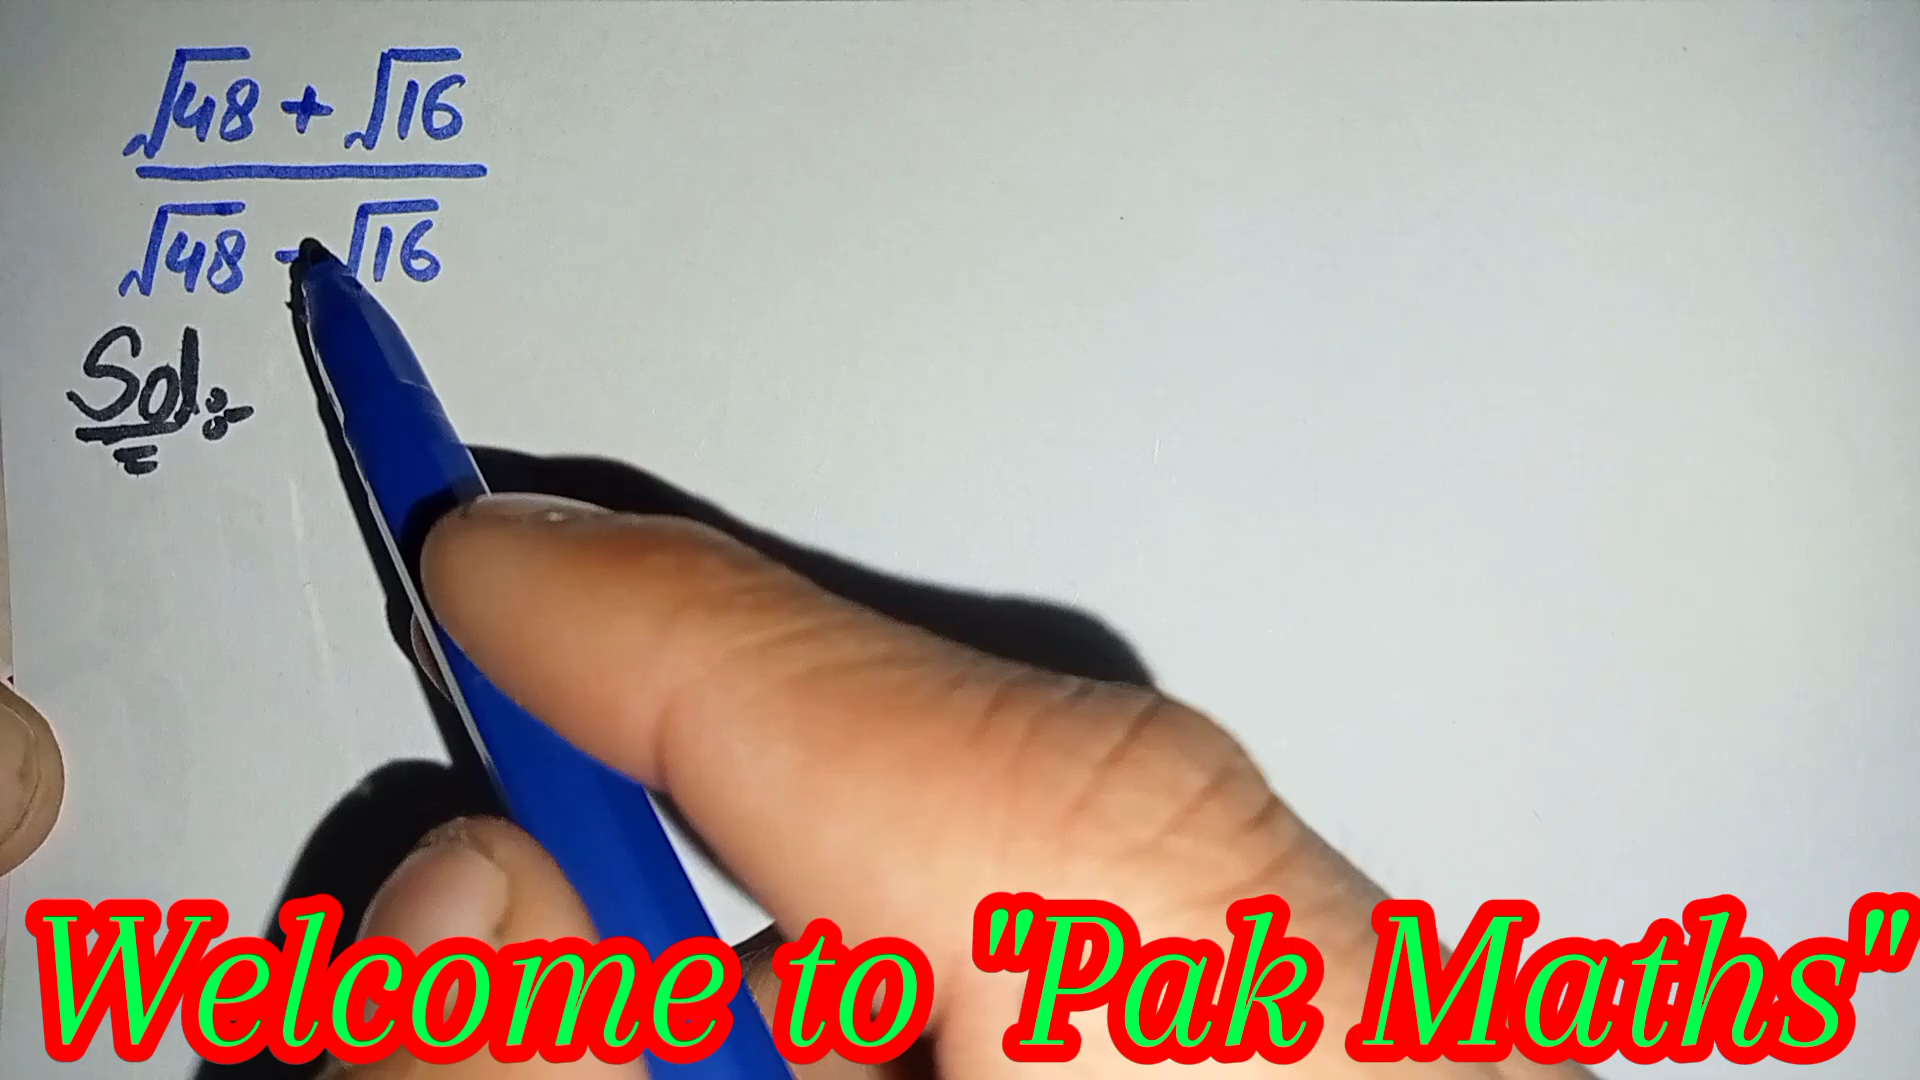 √48 + √16
√48 - √16
Sol:-
Welcome to "Pak Maths"